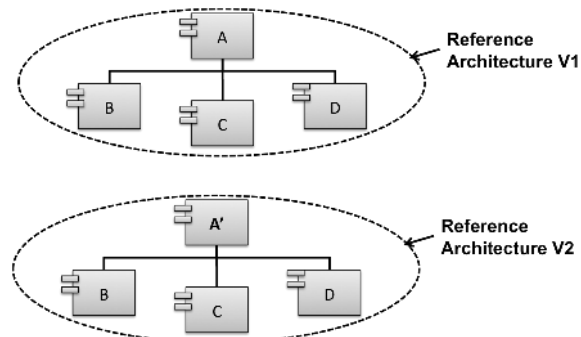 A
Reference
Architecture V1
B
C
D
A'
Reference
Architecture V2
B
C
D